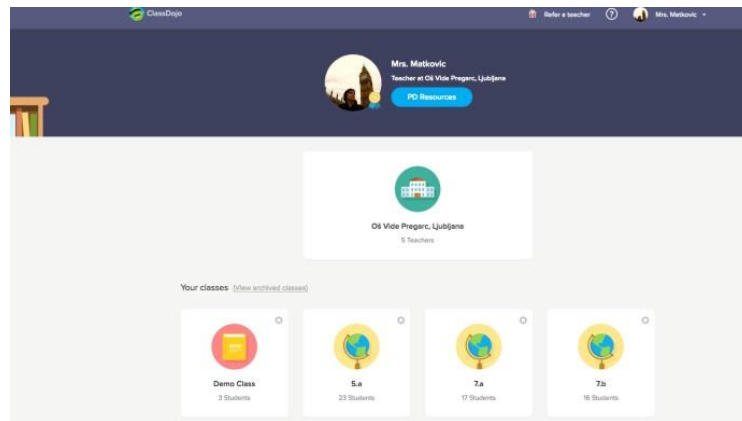 ClassDojo
Refer a teacher
Mrs. Matkovic
Mrs. Matkovic
Teacher at Oš Vide Pregarc, Ljubljana
PD Resources
Oš Vide Pregarc, Ljubljana
5 Teachers
Your classes (View archived classes)
Demo Class
3 Students
5.a
23 Students
7.a
17 Students
7.b
16 Students